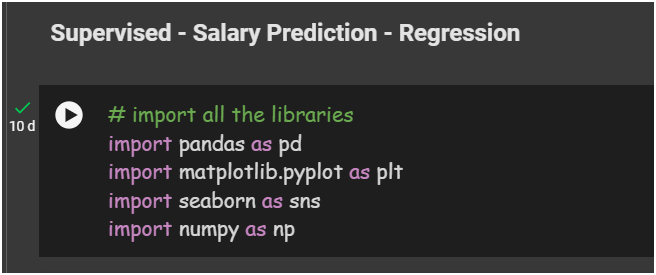 Supervised - Salary Prediction - Regression
# import all the libraries
10 d
import pandas as pd
import matplotlib.pyplot as plt
import seaborn as sns
import numpy as np